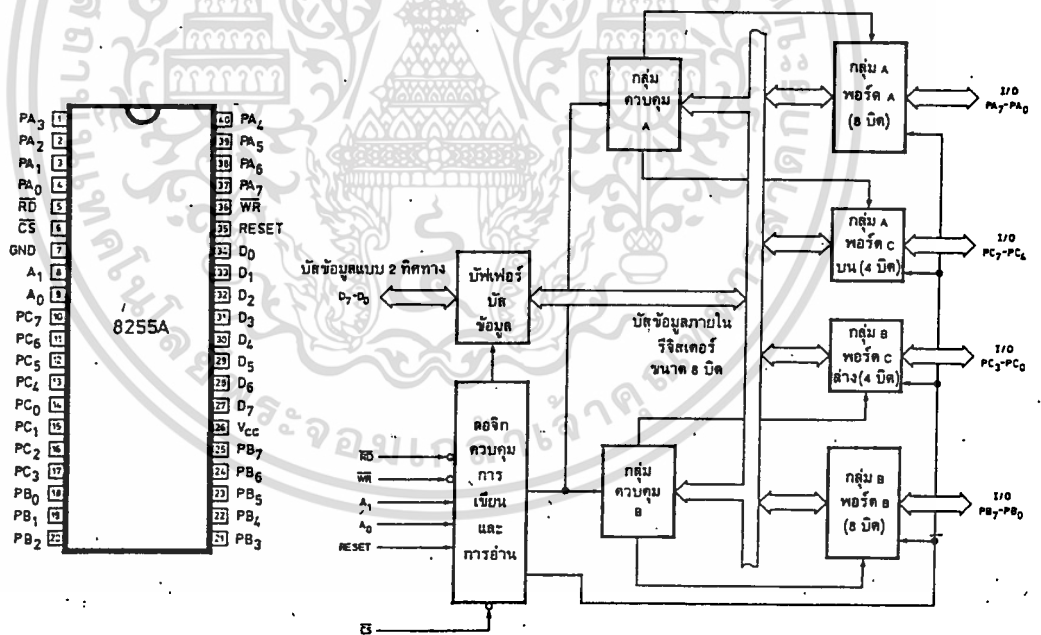 PA3 1
PA2 2
PA1 3
PA0 4
RD 5
CS 6
GND 7
A1 8
A0 9
PC7 10
PC6 11
PC5 12
PC4 13
PC0 14
PC1 15
PC2 16
PC3 17
PB0 18
PB1 19
PB2 20
8255A
40 PA4
39 PA5
38 PA6
37 PA7
36 WR
35 RESET
34 D0
33 D1
32 D2
31 D3
30 D4
29 D5
28 D6
27 D7
26 VCC
25 PB7
24 PB6
23 PB5
22 PB4
21 PB3
บัสข้อมูลแบบ 2 ทิศทาง
D7-D0
บัฟเฟอร์
บัส
ข้อมูล
RD
WR
A1
A0
RESET
CS
ลอจิก
ควบคุม
การ
เขียน
และ
การอ่าน
กลุ่ม
ควบคุม
A
กลุ่ม
ควบคุม
B
บัสข้อมูลภายใน
รีจิสเตอร์
ขนาด 8 บิต
กลุ่ม A
พอร์ต A
(8 บิต)
I/O
PA7-PA0
กลุ่ม A
พอร์ต C
บน (4 บิต)
I/O
PC7-PC4
กลุ่ม B
พอร์ต C
ล่าง (4 บิต)
I/O
PC3-PC0
กลุ่ม B
พอร์ต B
(8 บิต)
I/O
PB7-PB0